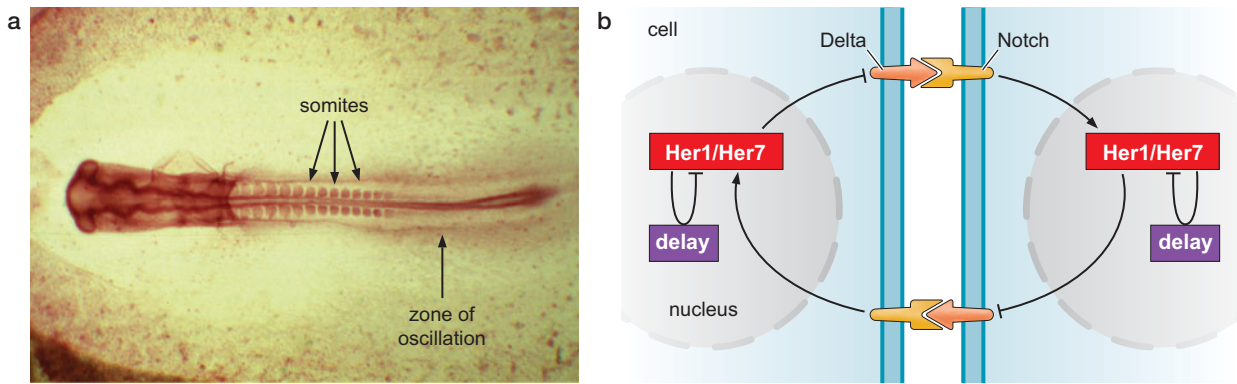 a
somites
zone of
oscillation
b
cell
Delta
Notch
Her1/Her7
Her1/Her7
delay
delay
nucleus